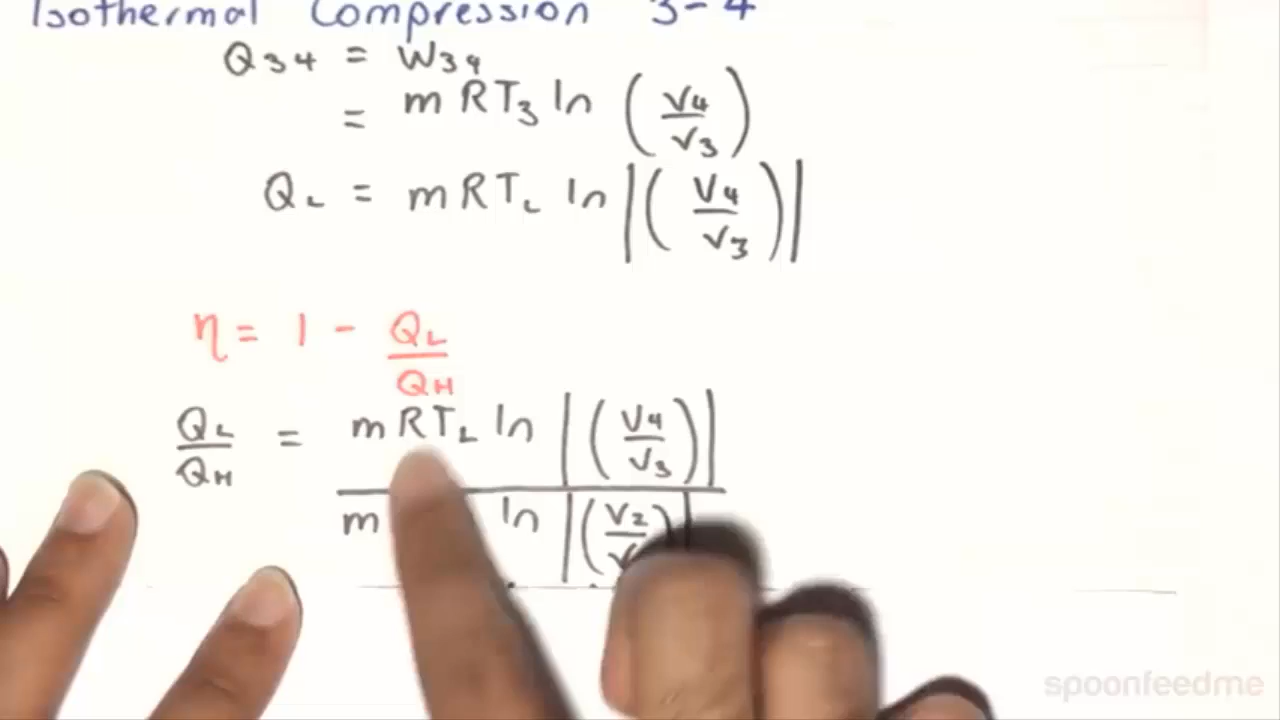 Isothermal Compression 3-4
Q34 = W34
= mRT3 ln (V4/V3)
QL = mRTL ln |(V4/V3)|
η = 1 - QL/QH
QL/QH = mRTL ln |(V4/V3)|
m ln |(V2/V
spoonfeedme